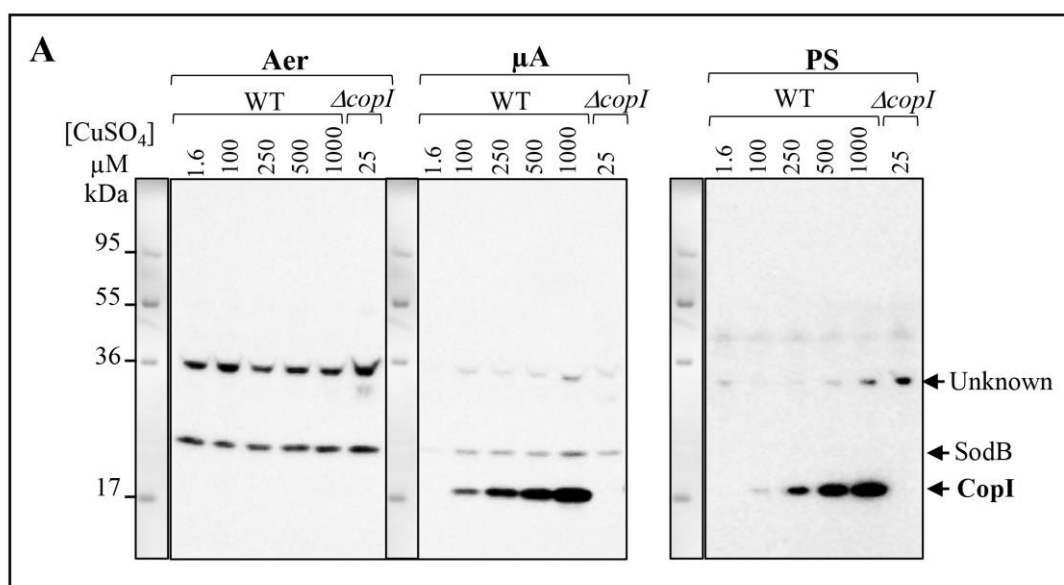 A
Aer
µA
PS
WT ΔcopI WT ΔcopI WT ΔcopI
[CuSO4]
µM
1.6 100 250 500 1000 25 1.6 100 250 500 1000 25 1.6 100 250 500 1000 25
kDa
95
55
36
Unknown
SodB
17
CopI